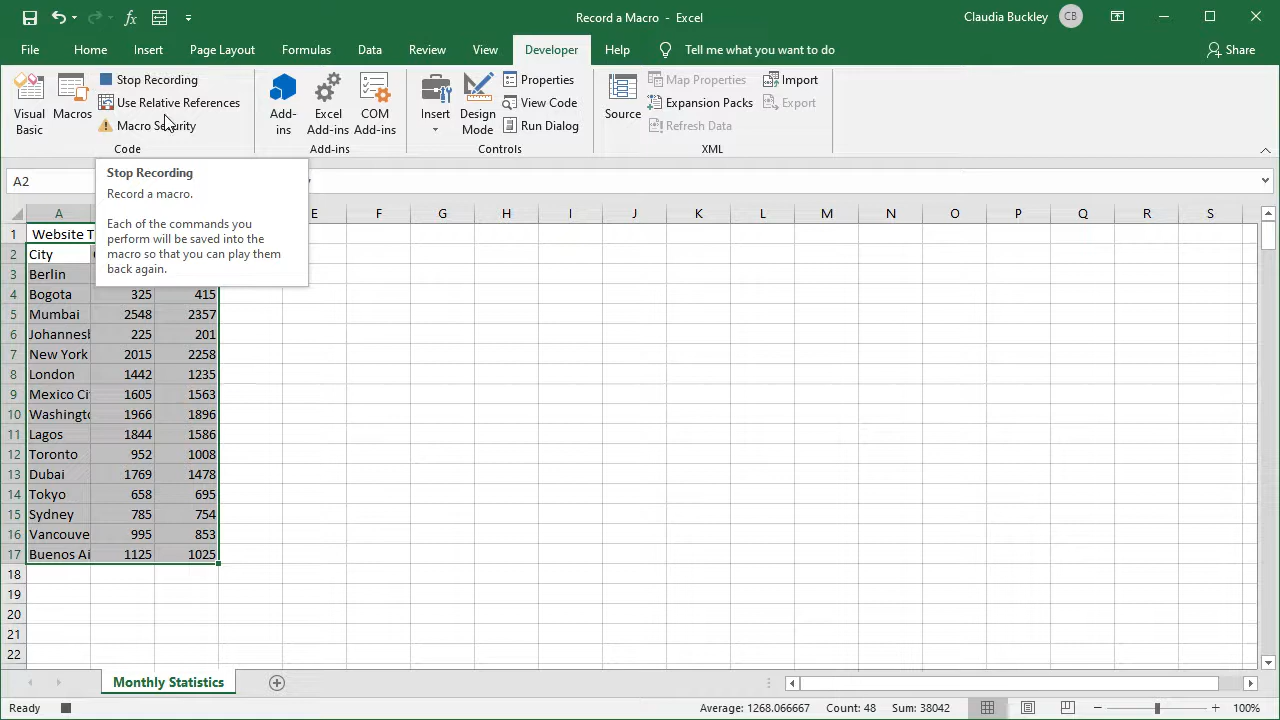 Record a Macro - Excel
Claudia Buckley CB
File Home Insert Page Layout Formulas Data Review View Developer Help Tell me what you want to do Share
Visual Basic
Macros
Stop Recording
Use Relative References
Macro Security
Code
Add-ins
Excel Add-ins
COM Add-ins
Add-ins
Insert
Design Mode
Properties
View Code
Run Dialog
Controls
Source
Map Properties
Expansion Packs
Refresh Data
Import
Export
XML
A2
Stop Recording
Record a macro.
Each of the commands you
perform will be saved into the
macro so that you can play them
back again.
A E F G H I J K L M N O P Q R S
1 Website T
2 City
3 Berlin
4 Bogota 325 415
5 Mumbai 2548 2357
6 Johannesb 225 201
7 New York 2015 2258
8 London 1442 1235
9 Mexico Ci 1605 1563
10 Washingto 1966 1896
11 Lagos 1844 1586
12 Toronto 952 1008
13 Dubai 1769 1478
14 Tokyo 658 695
15 Sydney 785 754
16 Vancouve 995 853
17 Buenos Ai 1125 1025
18
19
20
21
22
Monthly Statistics
Ready Average: 1268.066667 Count: 48 Sum: 38042 100%